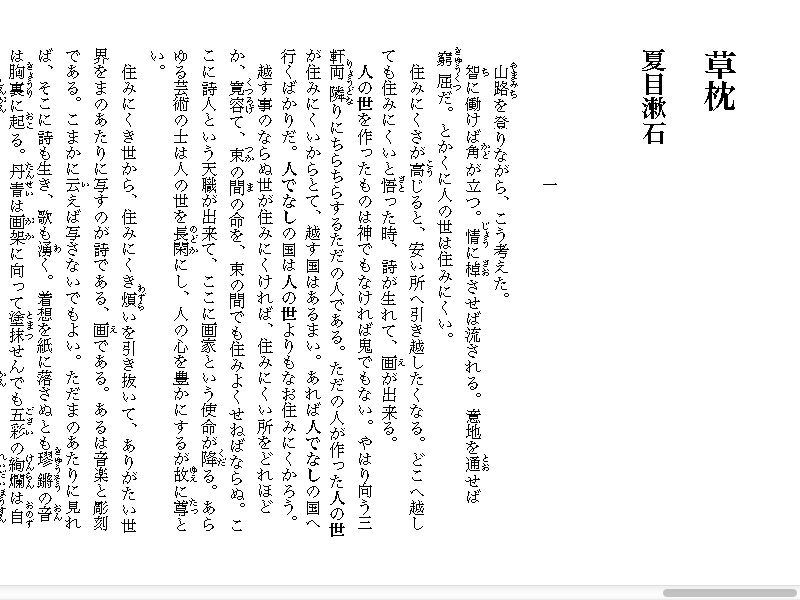 草枕
夏目漱石
一
山路を登りながら、こう考えた。
智に働けば角が立つ。情に棹させば流される。意地を通せば
窮屈だ。とかくに人の世は住みにくい。
住みにくさが高じると、安い所へ引き越したくなる。どこへ越し
ても住みにくいと悟った時、詩が生れて、画が出来る。
人の世を作ったものは神でもなければ鬼でもない。やはり向う三
軒両隣りにちらちらするただの人である。ただの人が作った人の世
が住みにくいからとて、越す国はあるまい。あれば人でなしの国へ
行くばかりだ。人でなしの国は人の世よりもなお住みにくかろう。
越す事のならぬ世が住みにくければ、住みにくい所をどれほど
か、寛容て、束の間の命を、束の間でも住みよくせねばならぬ。こ
こに詩人という天職が出来て、ここに画家という使命が降る。あら
ゆる芸術の士は人の世を長閑にし、人の心を豊かにするが故に尊と
い。
住みにくき世から、住みにくき煩いを引き抜いて、ありがたい世
界をまのあたりに写すのが詩である、画である。あるは音楽と彫刻
である。こまかに云えば写さないでもよい。ただまのあたりに見れ
ば、そこに詩も生き、歌も湧く。着想を紙に落さぬとも璆鏘の音
は胸裏に起る。丹青は画架に向って塗抹せんでも五彩の絢爛は自